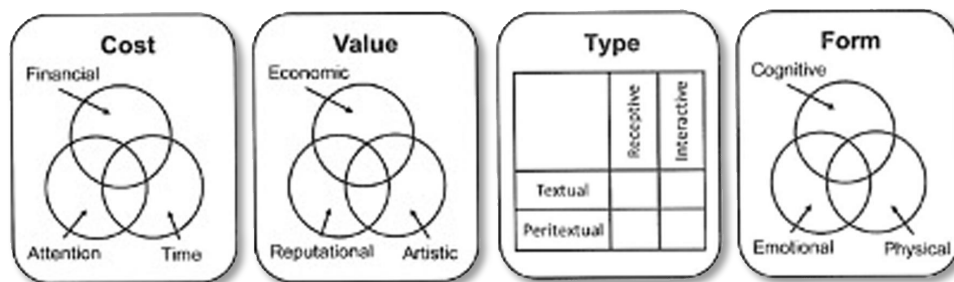 Cost
Financial
Attention
Time
Value
Economic
Reputational
Artistic
Type
Receptive
Interactive
Textual
Peritextual
Form
Cognitive
Emotional
Physical